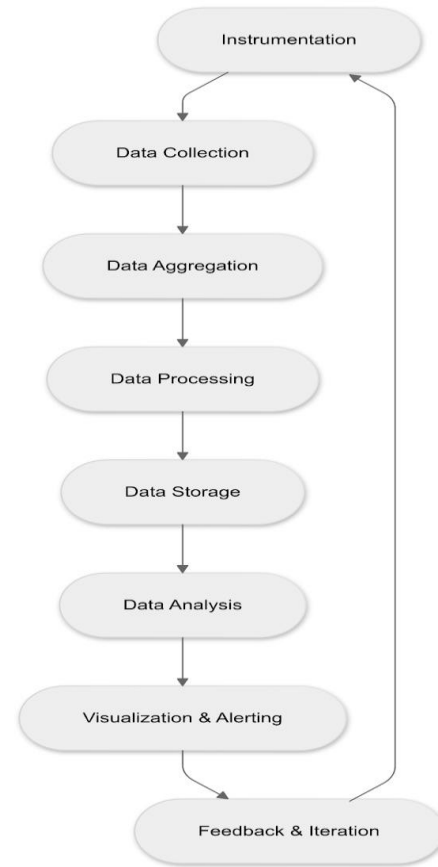 Instrumentation
Data Collection
Data Aggregation
Data Processing
Data Storage
Data Analysis
Visualization & Alerting
Feedback & Iteration